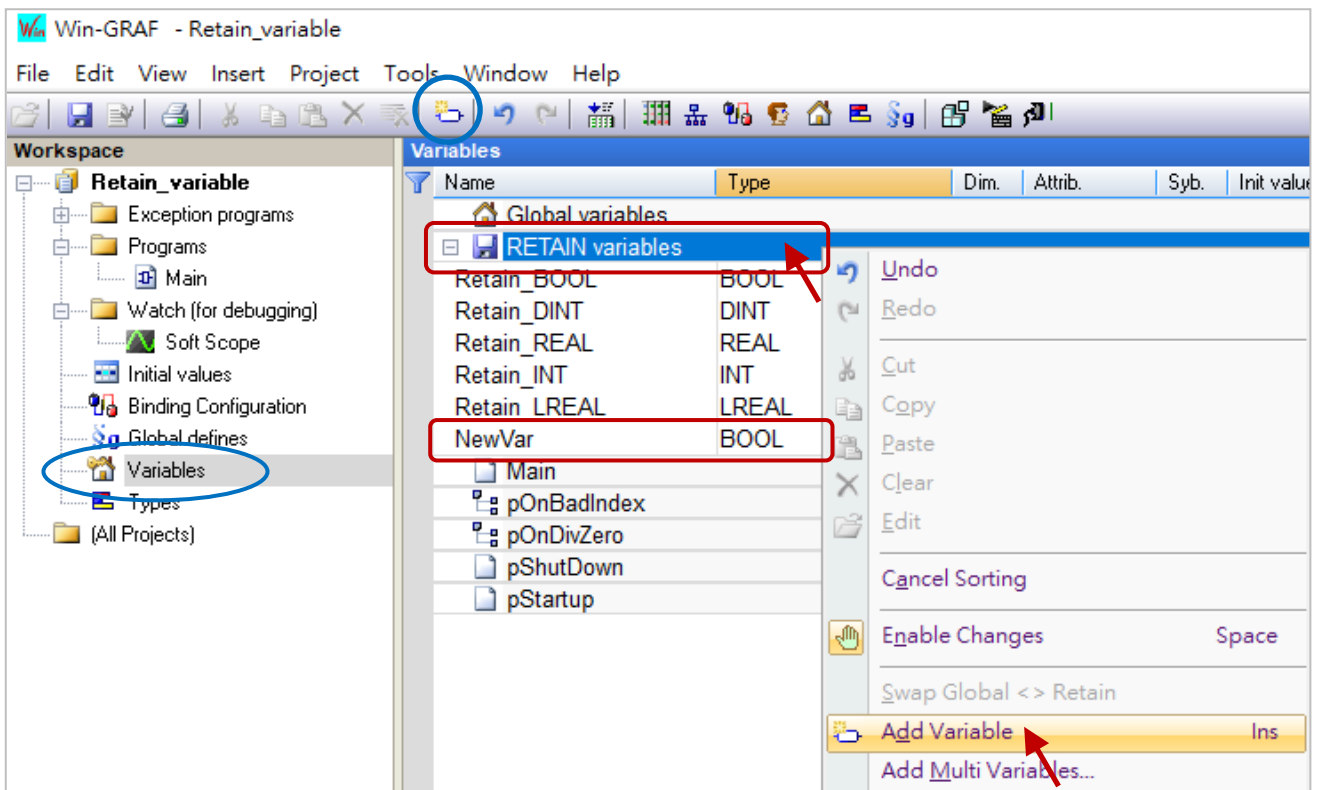 Win-GRAF - Retain_variable
File Edit View Insert Project Tools Window Help
Workspace
Retain_variable
Exception programs
Programs
Main
Watch (for debugging)
Soft Scope
Initial values
Binding Configuration
Global defines
Variables
Types
(All Projects)
Variables
Name Type Dim. Attrib. Syb. Init value
Global variables
RETAIN variables
Retain_BOOL BOOL
Retain_DINT DINT
Retain_REAL REAL
Retain_INT INT
Retain_LREAL LREAL
NewVar BOOL
Main
pOnBadIndex
pOnDivZero
pShutDown
pStartup
Undo
Redo
Cut
Copy
Paste
Clear
Edit
Cancel Sorting
Enable Changes Space
Swap Global <> Retain
Add Variable Ins
Add Multi Variables...